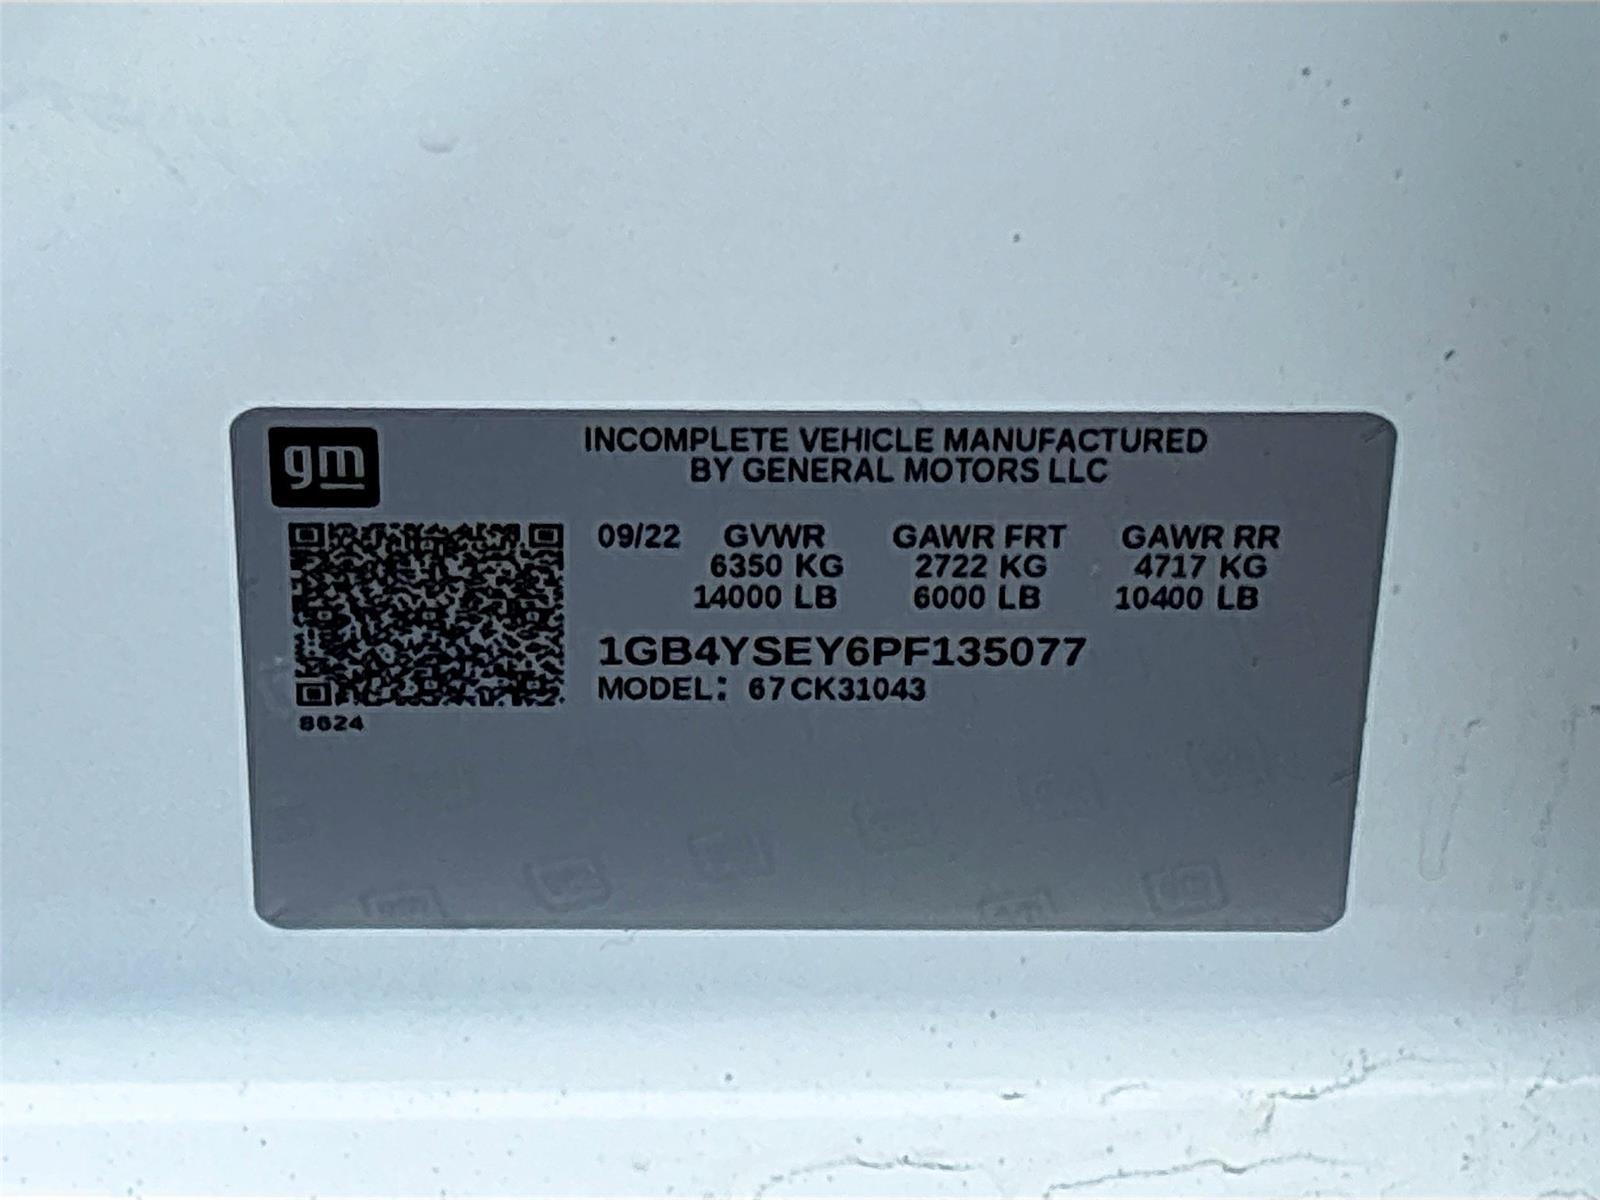 gm
INCOMPLETE VEHICLE MANUFACTURED
BY GENERAL MOTORS LLC
09/22 GVWR GAWR FRT GAWR RR
6350 KG 2722 KG 4717 KG
14000 LB 6000 LB 10400 LB
1GB4YSEY6PF135077
MODEL: 67CK31043
8624